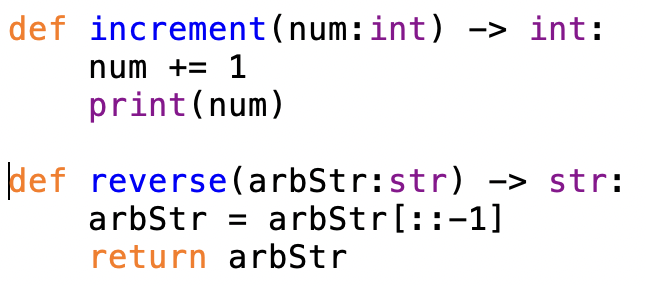 def increment(num:int) -> int:
    num += 1
    print(num)

def reverse(arbStr:str) -> str:
    arbStr = arbStr[::-1]
    return arbStr